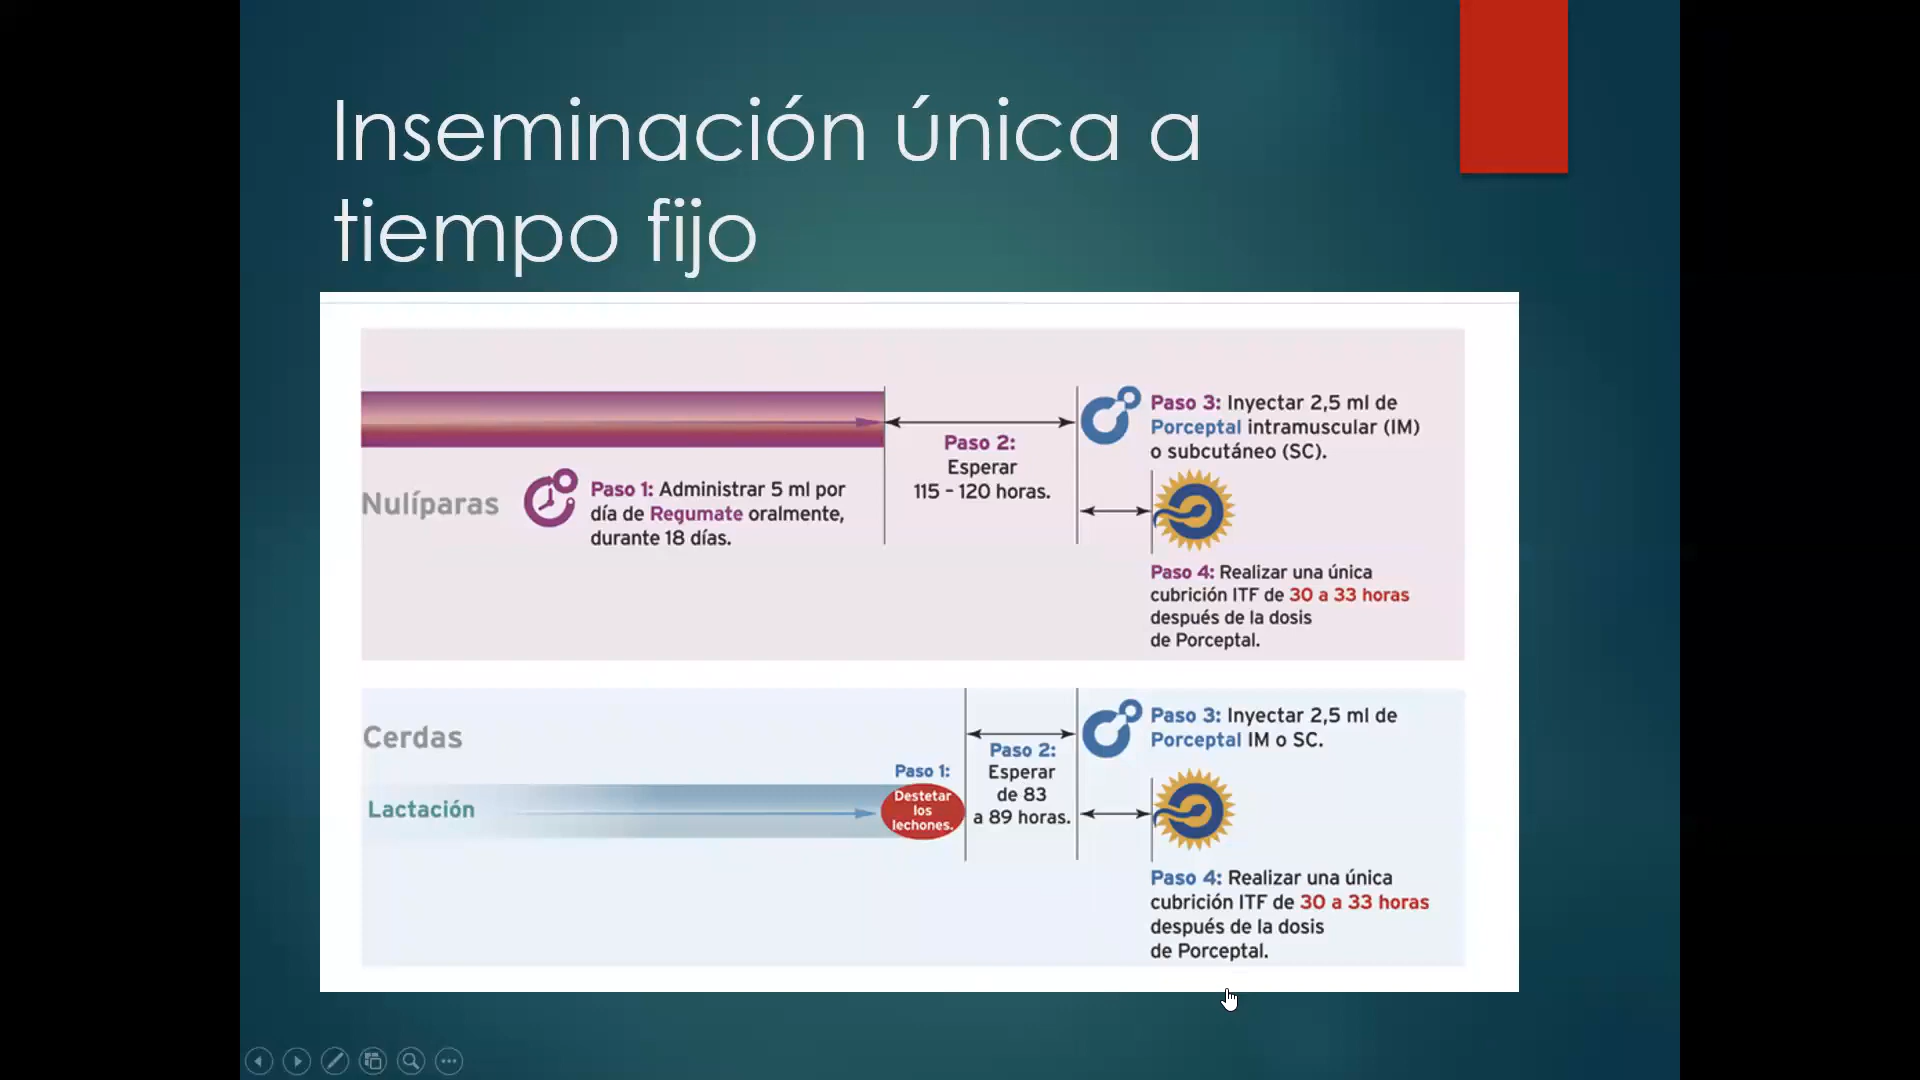 Inseminación única a
tiempo fijo
Nulíparas
Paso 1: Administrar 5 ml por
día de Regumate oralmente,
durante 18 días.
Paso 2:
Esperar
115 – 120 horas.
Paso 3: Inyectar 2,5 ml de
Porceptal intramuscular (IM)
o subcutáneo (SC).
Paso 4: Realizar una única
cubrición ITF de 30 a 33 horas
después de la dosis
de Porceptal.
Cerdas
Lactación
Paso 1:
Destetar
los
lechones.
Paso 2:
Esperar
de 83
a 89 horas.
Paso 3: Inyectar 2,5 ml de
Porceptal IM o SC.
Paso 4: Realizar una única
cubrición ITF de 30 a 33 horas
después de la dosis
de Porceptal.